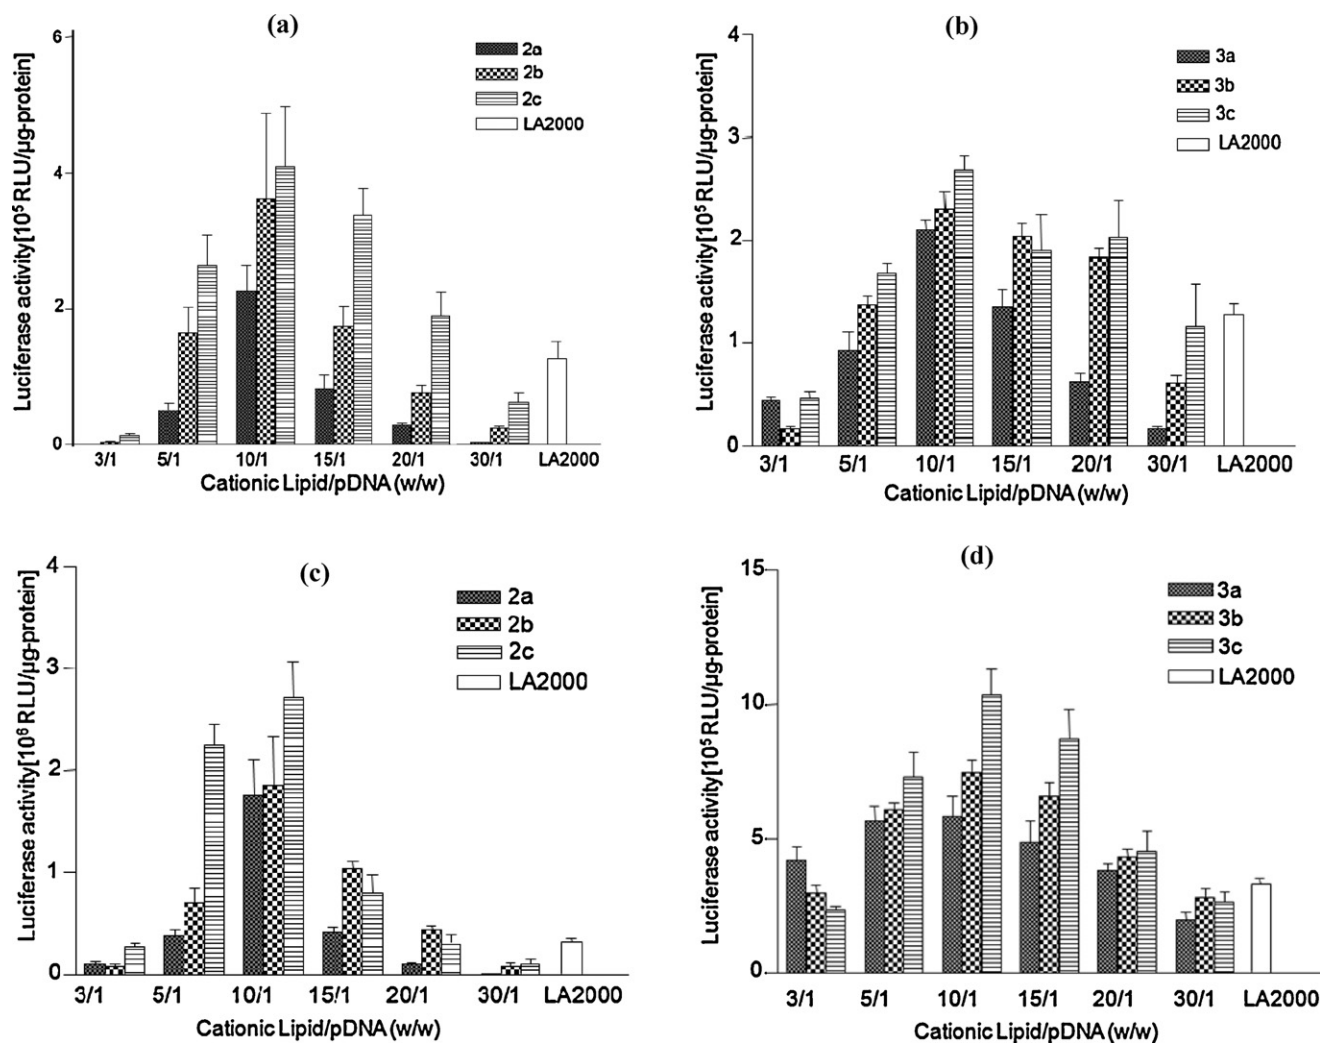 (a)
Luciferase activity[10⁵ RLU/µg-protein]
6
4
2
0
2a
2b
2c
LA2000
3/1 5/1 10/1 15/1 20/1 30/1 LA2000
Cationic Lipid/pDNA (w/w)
(b)
Luciferase activity[10⁵ RLU/µg-protein]
4
3
2
1
0
3a
3b
3c
LA2000
3/1 5/1 10/1 15/1 20/1 30/1 LA2000
Cationic Lipid/pDNA (w/w)
(c)
Luciferase activity[10⁶ RLU/µg-protein]
4
3
2
1
0
2a
2b
2c
LA2000
3/1 5/1 10/1 15/1 20/1 30/1 LA2000
Cationic Lipid/pDNA (w/w)
(d)
Luciferase activity[10⁵ RLU/µg-protein]
15
10
5
0
3a
3b
3c
LA2000
3/1 5/1 10/1 15/1 20/1 30/1 LA2000
Cationic Lipid/pDNA (w/w)